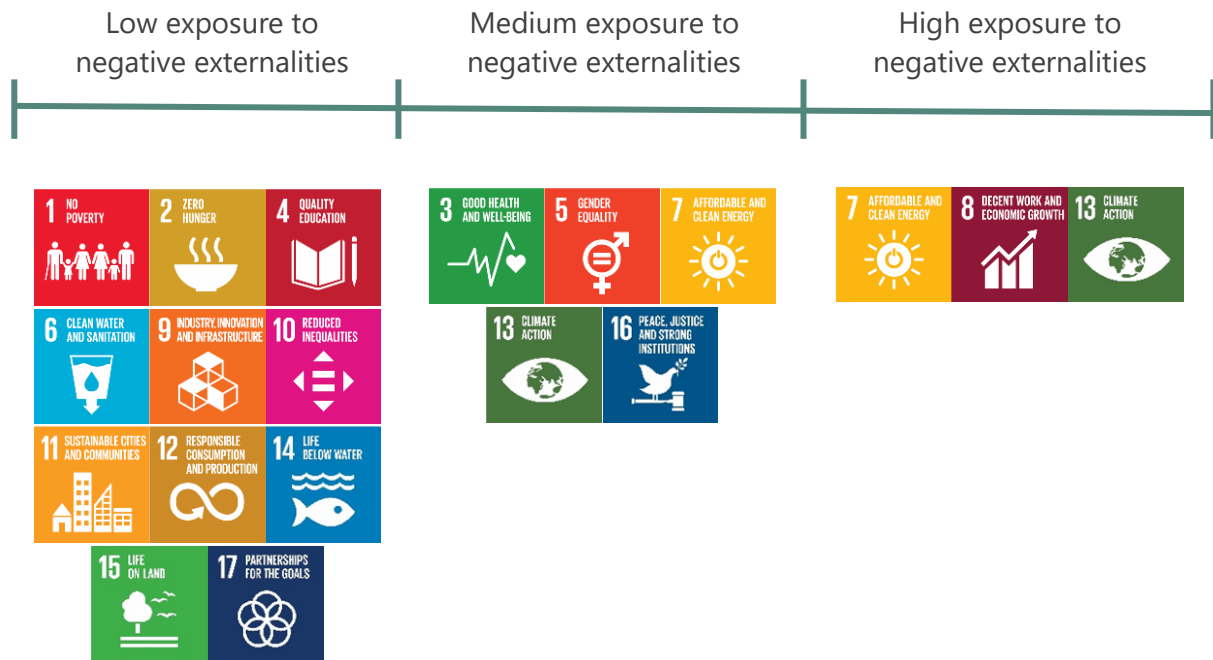 Low exposure to
negative externalities
Medium exposure to
negative externalities
High exposure to
negative externalities
1 NO
POVERTY
2 ZERO
HUNGER
4 QUALITY
EDUCATION
6 CLEAN WATER
AND SANITATION
9 INDUSTRY, INNOVATION
AND INFRASTRUCTURE
10 REDUCED
INEQUALITIES
11 SUSTAINABLE CITIES
AND COMMUNITIES
12 RESPONSIBLE
CONSUMPTION
AND PRODUCTION
14 LIFE
BELOW WATER
15 LIFE
ON LAND
17 PARTNERSHIPS
FOR THE GOALS
3 GOOD HEALTH
AND WELL-BEING
5 GENDER
EQUALITY
7 AFFORDABLE AND
CLEAN ENERGY
13 CLIMATE
ACTION
16 PEACE, JUSTICE
AND STRONG
INSTITUTIONS
7 AFFORDABLE AND
CLEAN ENERGY
8 DECENT WORK AND
ECONOMIC GROWTH
13 CLIMATE
ACTION